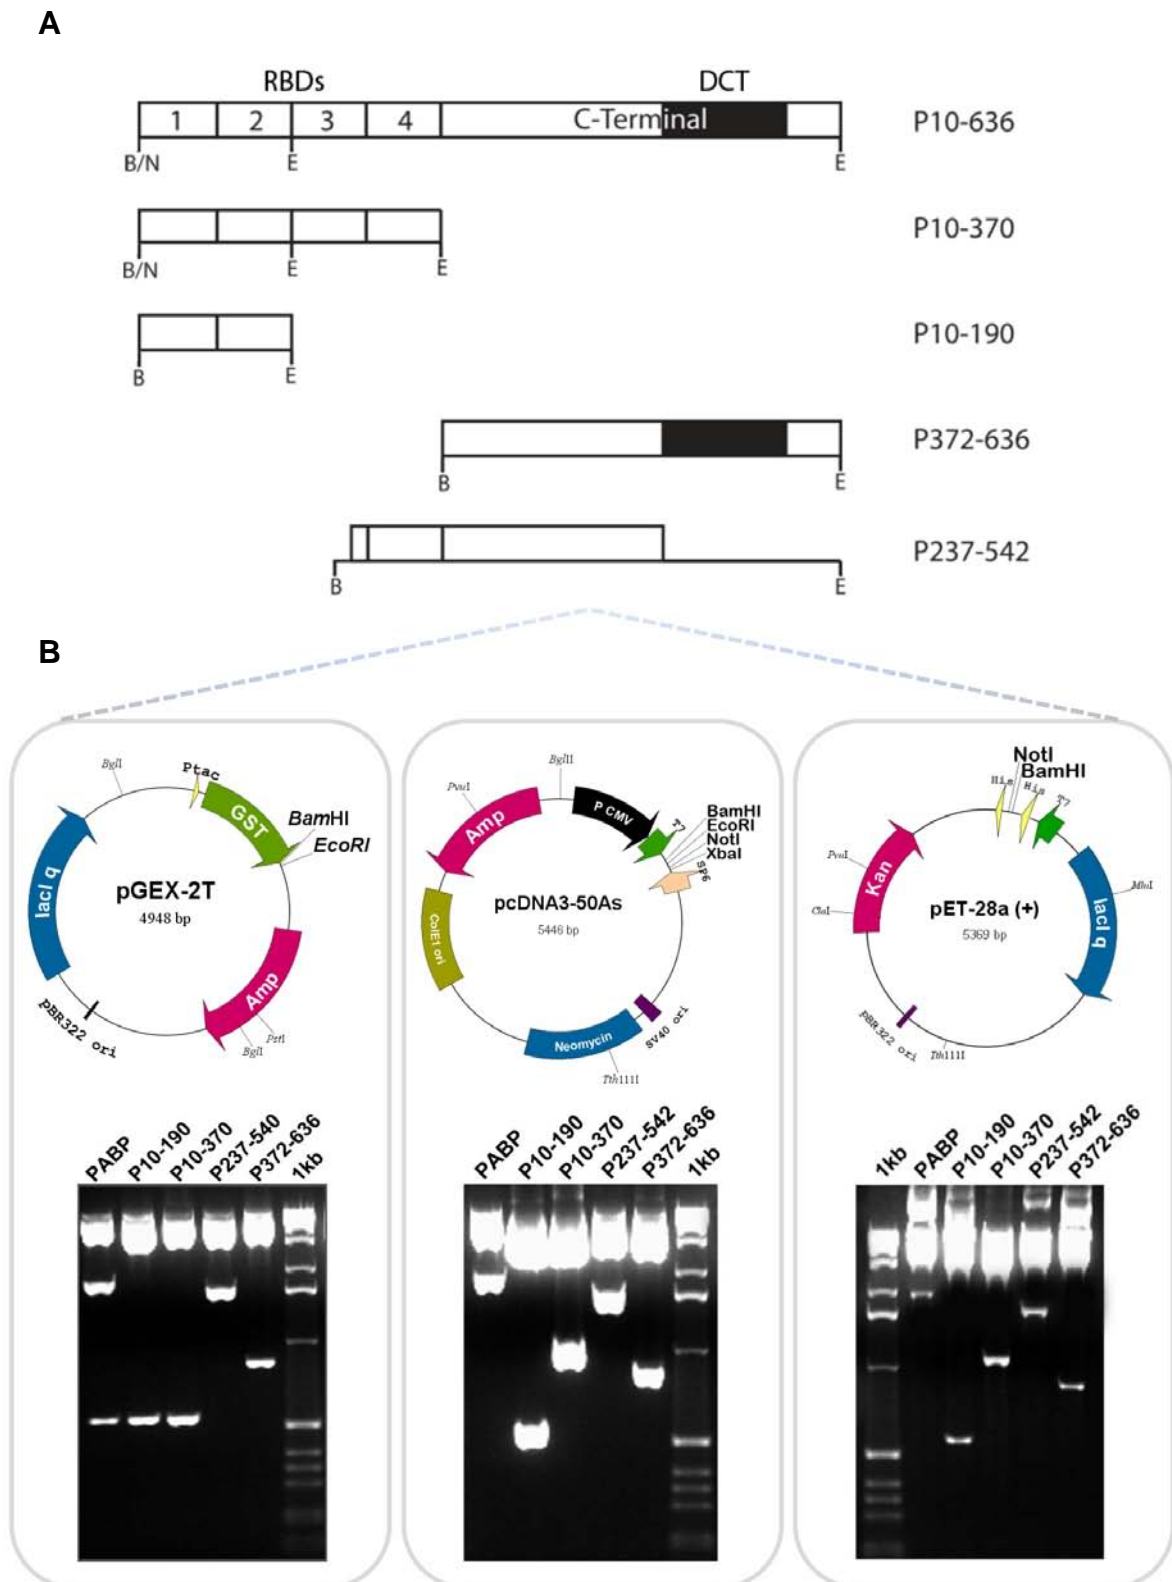 A
RBDs DCT
1 2 3 4 C-Terminal P10-636
B/N E E
P10-370
B/N E E
P10-190
B E
P372-636
B E
P237-542
B E
B
BglI
Ptac
GST
BamHI
EcoRI
lacI q
pGEX-2T
4948 bp
Amp
pBR322 ori
PstI
BglI
BglII
PvuI
P CMV
Amp
T7
BamHI
EcoRI
NotI
XbaI
SP6
pcDNA3-50As
5446 bp
ColE1 ori
SV40 ori
Neomycin
Tth111I
NotI
BamHI
His
His
T7
PvuI
Kan
MluI
ClaI
pET-28a (+)
5369 bp
lacI q
pBR322 ori
Tth111I
PABP
P10-190
P10-370
P237-540
P372-636
1kb
PABP
P10-190
P10-370
P237-542
P372-636
1kb
1kb
PABP
P10-190
P10-370
P237-542
P372-636